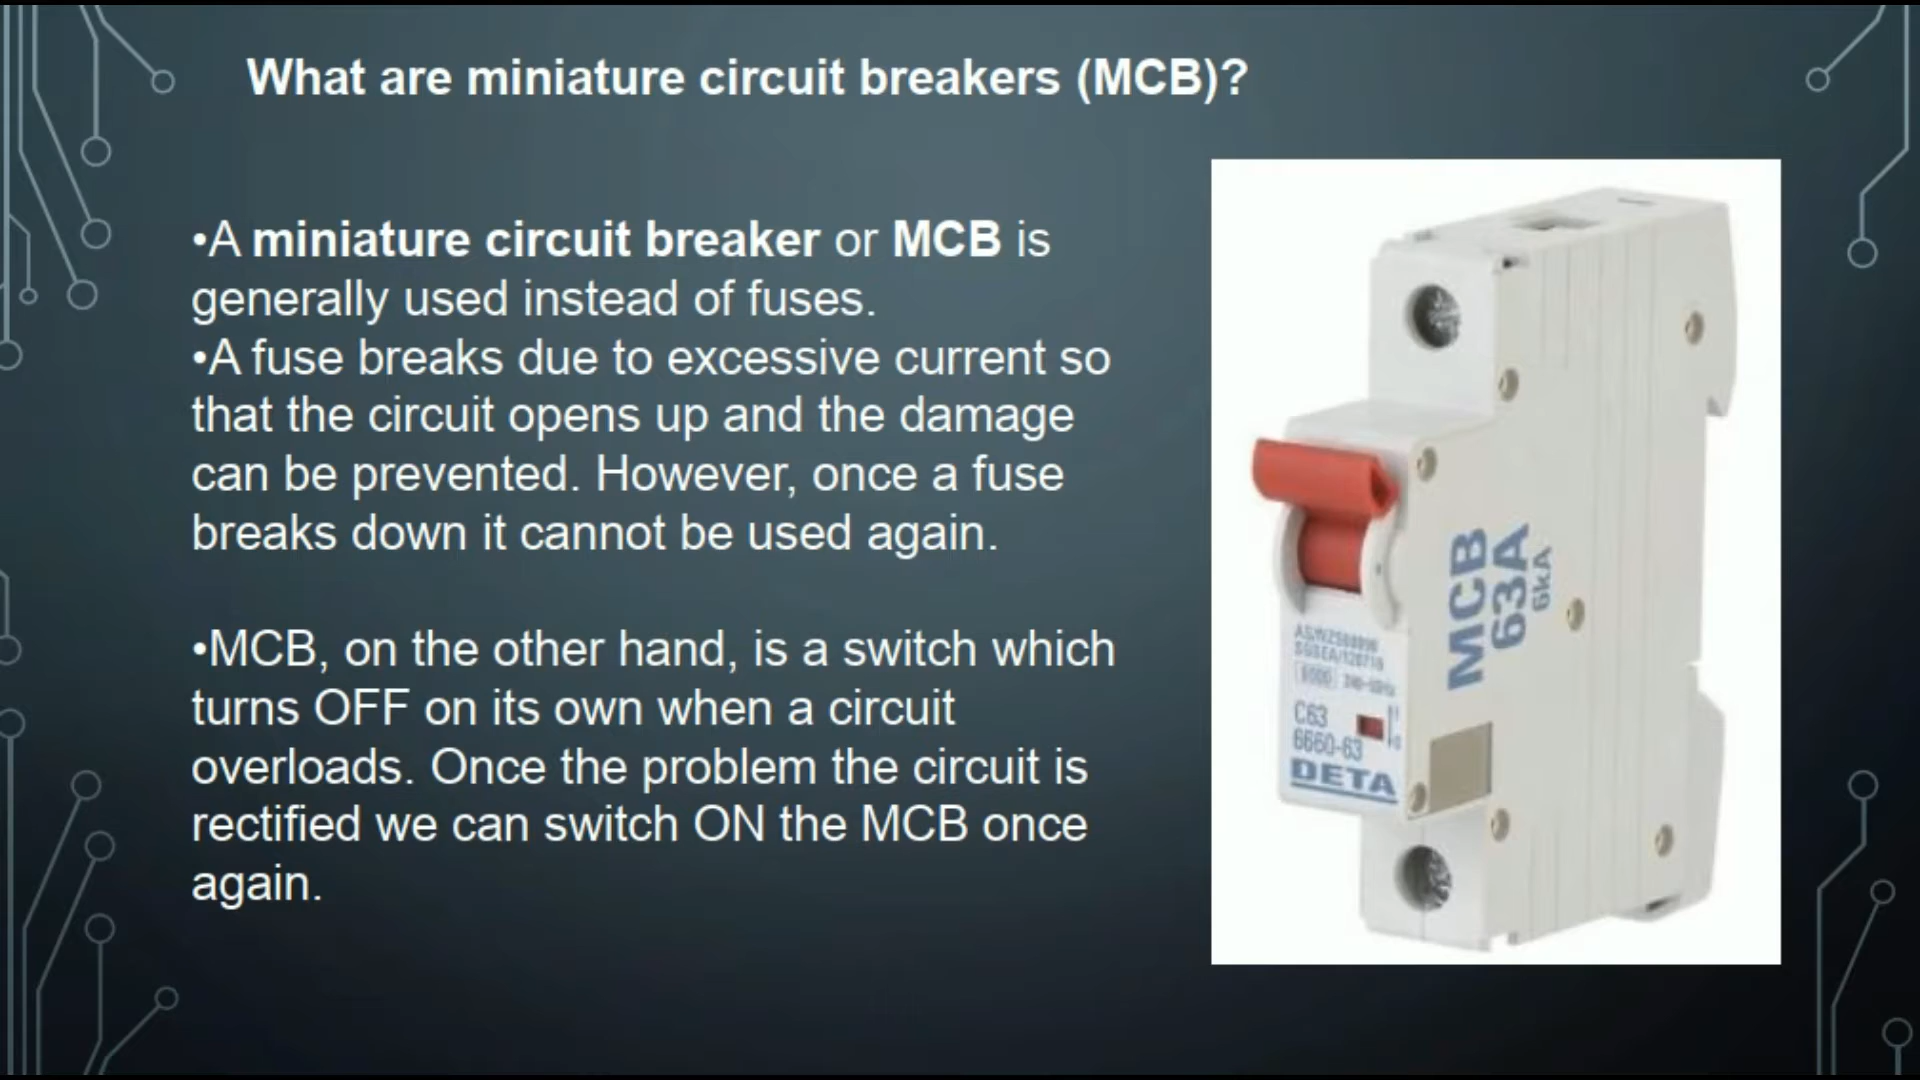 What are miniature circuit breakers (MCB)?
•A miniature circuit breaker or MCB is
generally used instead of fuses.
•A fuse breaks due to excessive current so
that the circuit opens up and the damage
can be prevented. However, once a fuse
breaks down it cannot be used again.
•MCB, on the other hand, is a switch which
turns OFF on its own when a circuit
overloads. Once the problem the circuit is
rectified we can switch ON the MCB once
again.
MCB
63A
6kA
C63
6660-63
DETA